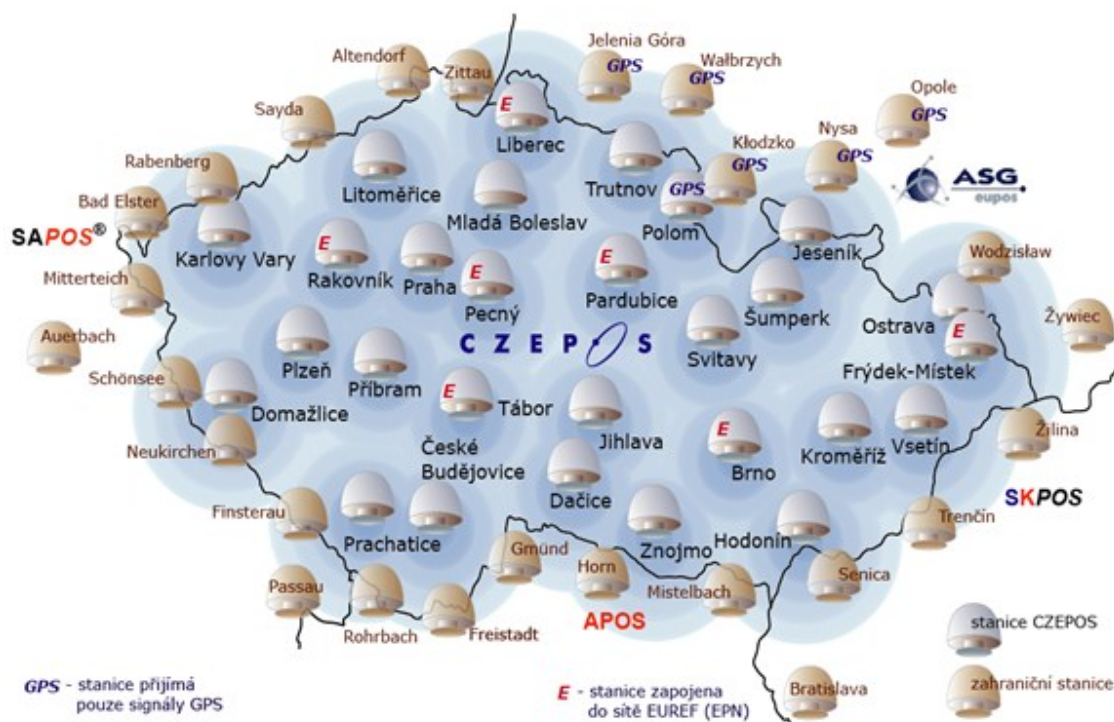 Jelenia Góra
Altendorf
GPS
Wałbrzych
GPS
Zittau
Opole
GPS
Sayda
E
Liberec
Nysa
GPS
Kłodzko
GPS
Rabenberg
Litoměřice
Trutnov
GPS
ASG
eupos
Bad Elster
Mladá Boleslav
Polom
SAPOS®
Karlovy Vary
E
Rakovník
Praha
E
Pecný
E
Pardubice
Jeseník
Wodzisław
Mitterteich
Šumperk
Ostrava
E
Żywiec
Auerbach
CZEPOS
Svitavy
Plzeň
Příbram
Frýdek-Místek
Schönsee
Domažlice
E
Tábor
Jihlava
E
Brno
Kroměříž
Vsetín
Žilina
Neukirchen
České
Budějovice
Dačice
SKPOS
Finsterau
Prachatice
Gmünd
Znojmo
Hodonín
Trenčín
Passau
Horn
Mistelbach
Senica
Rohrbach
Freistadt
APOS
stanice CZEPOS
GPS - stanice přijímá
pouze signály GPS
E - stanice zapojena
do sítě EUREF (EPN)
Bratislava
zahraniční stanice